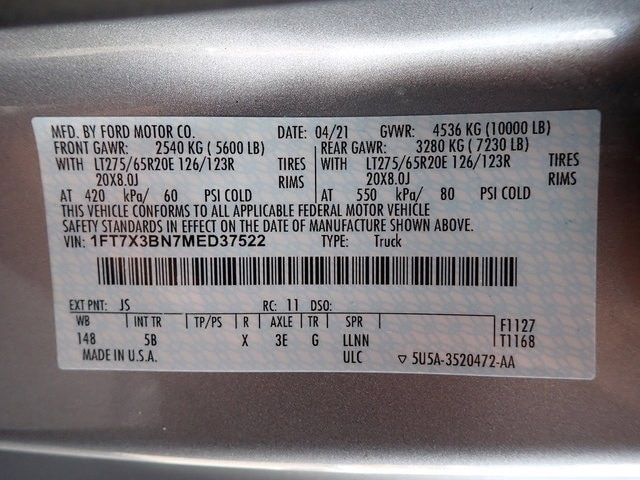 MFD. BY FORD MOTOR CO. DATE: 04/21 GVWR: 4536 KG (10000 LB)
FRONT GAWR: 2540 KG (5600 LB) REAR GAWR: 3280 KG (7230 LB)
WITH LT275/65R20E 126/123R TIRES WITH LT275/65R20E 126/123R TIRES
20X8.0J RIMS 20X8.0J RIMS
AT 420 kPa/ 60 PSI COLD AT 550 kPa/ 80 PSI COLD
THIS VEHICLE CONFORMS TO ALL APPLICABLE FEDERAL MOTOR VEHICLE
SAFETY STANDARDS IN EFFECT ON THE DATE OF MANUFACTURE SHOWN ABOVE.
VIN: 1FT7X3BN7MED37522 TYPE: Truck
EXT PNT: JS RC: 11 DSO:
WB INT TR TP/PS R AXLE TR SPR F1127
148 5B X 3E G LLNN T1168
MADE IN U.S.A. ULC ▽ 5U5A-3520472-AA